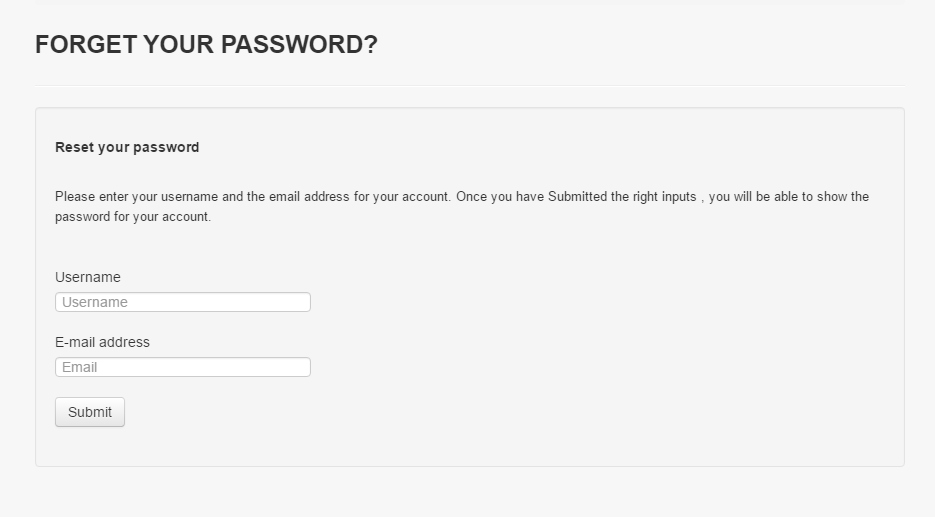 FORGET YOUR PASSWORD?
Reset your password
Please enter your username and the email address for your account. Once you have Submitted the right inputs , you will be able to show the
password for your account.
Username
Username
E-mail address
Email
Submit